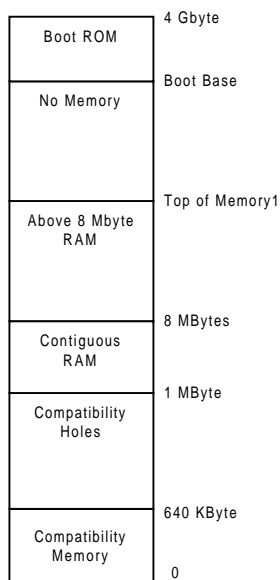 4 Gbyte
Boot ROM
Boot Base
No Memory
Top of Memory1
Above 8 Mbyte
RAM
8 MBytes
Contiguous
RAM
1 MByte
Compatibility
Holes
640 KByte
Compatibility
Memory
0